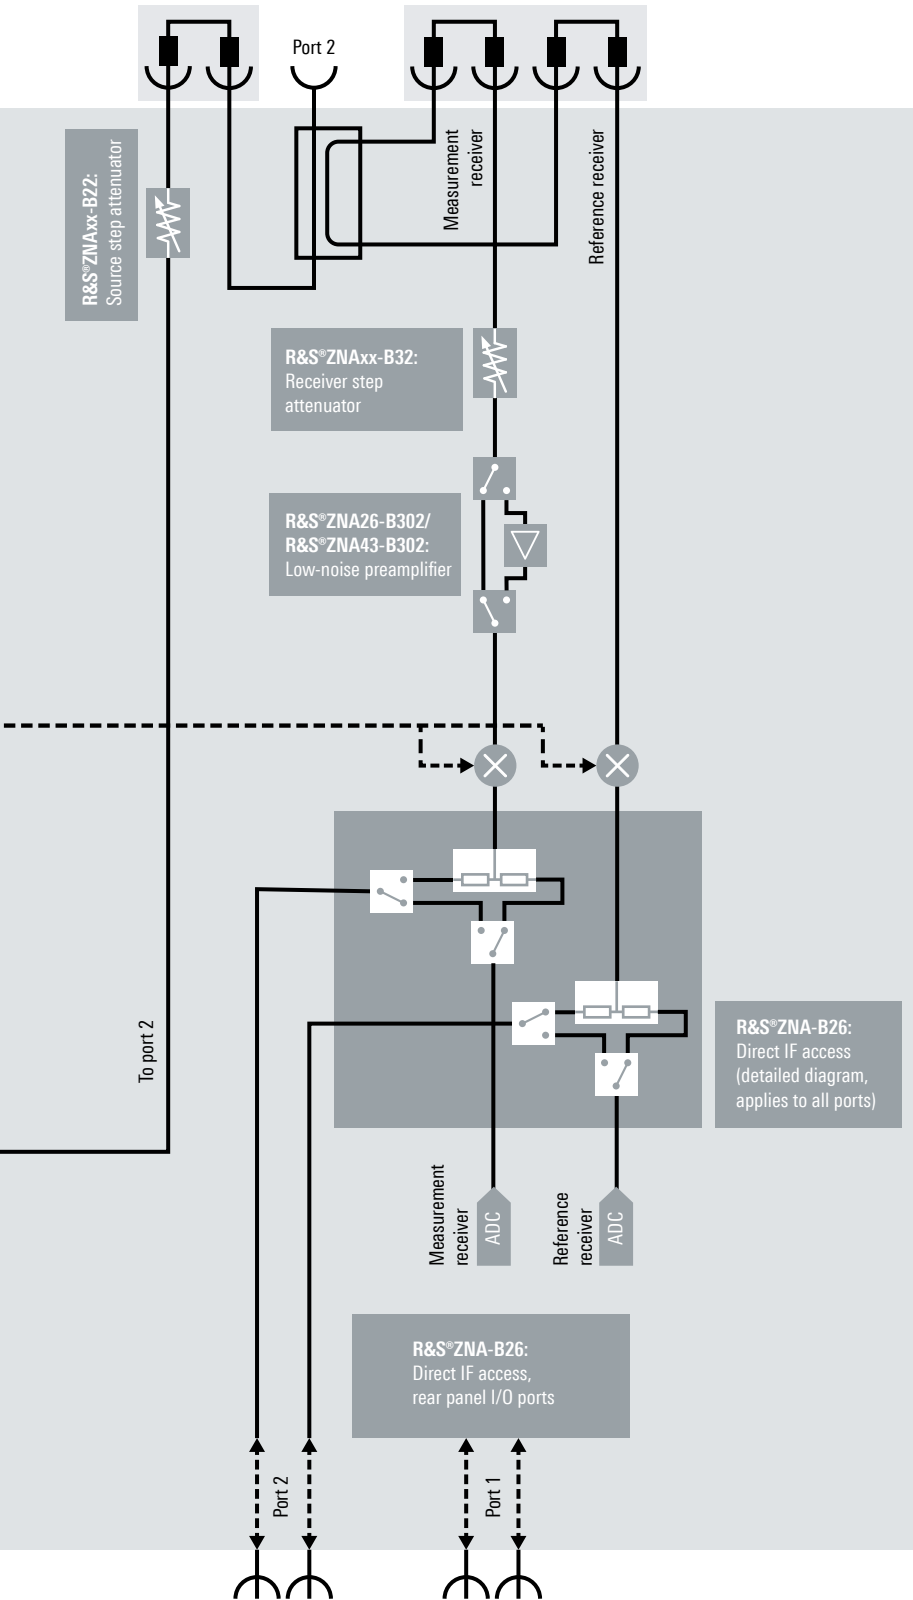 Port 2
R&S®ZNAxx-B22:
Source step attenuator
Measurement
receiver
Reference receiver
R&S®ZNAxx-B32:
Receiver step
attenuator
R&S®ZNA26-B302/
R&S®ZNA43-B302:
Low-noise preamplifier
To port 2
R&S®ZNA-B26:
Direct IF access
(detailed diagram,
applies to all ports)
Measurement
receiver
ADC
Reference
receiver
ADC
R&S®ZNA-B26:
Direct IF access,
rear panel I/O ports
Port 2
Port 1